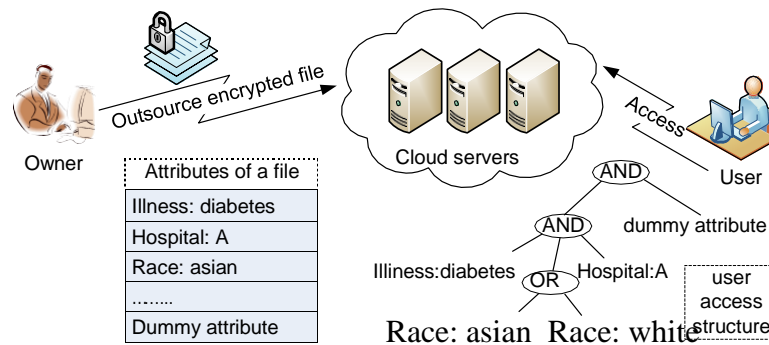 Outsource encrypted file
Owner
Cloud servers
Access
User
Attributes of a file
Illness: diabetes
Hospital: A
Race: asian
………
Dummy attribute
AND
AND
dummy attribute
Illiness:diabetes
OR
Hospital:A
Race: asian
Race: white
user
access
structure